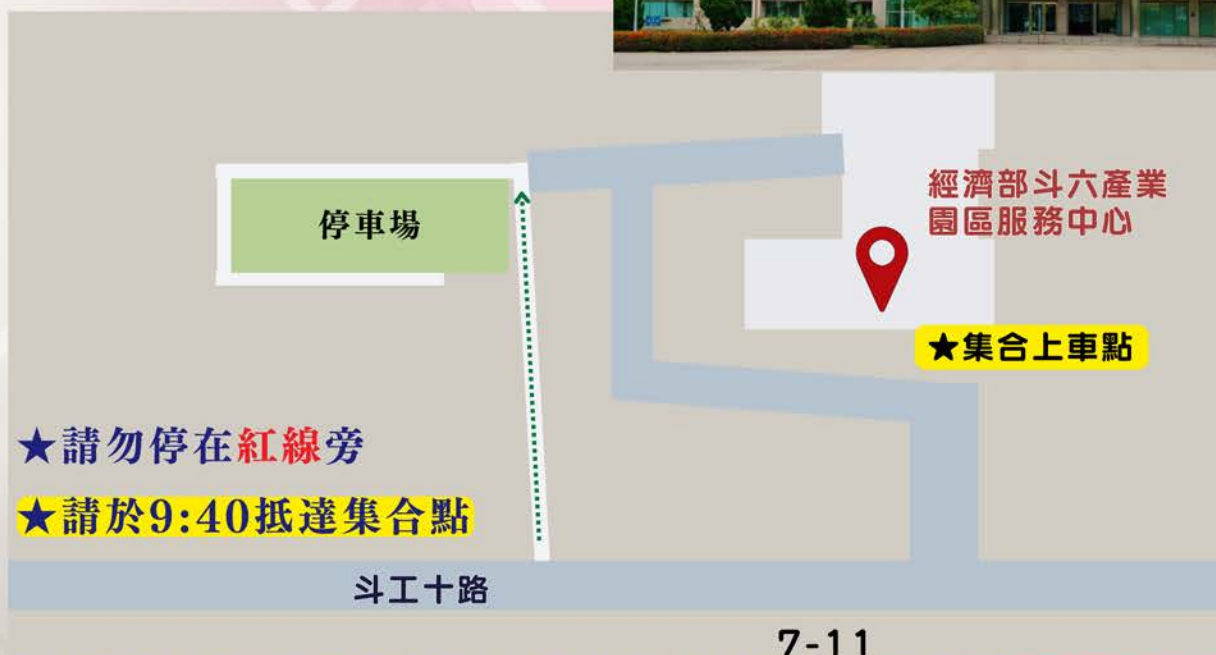 停車場
經濟部斗六產業
園區服務中心
★集合上車點
★請勿停在紅線旁
★請於9:40抵達集合點
斗工十路
7-11